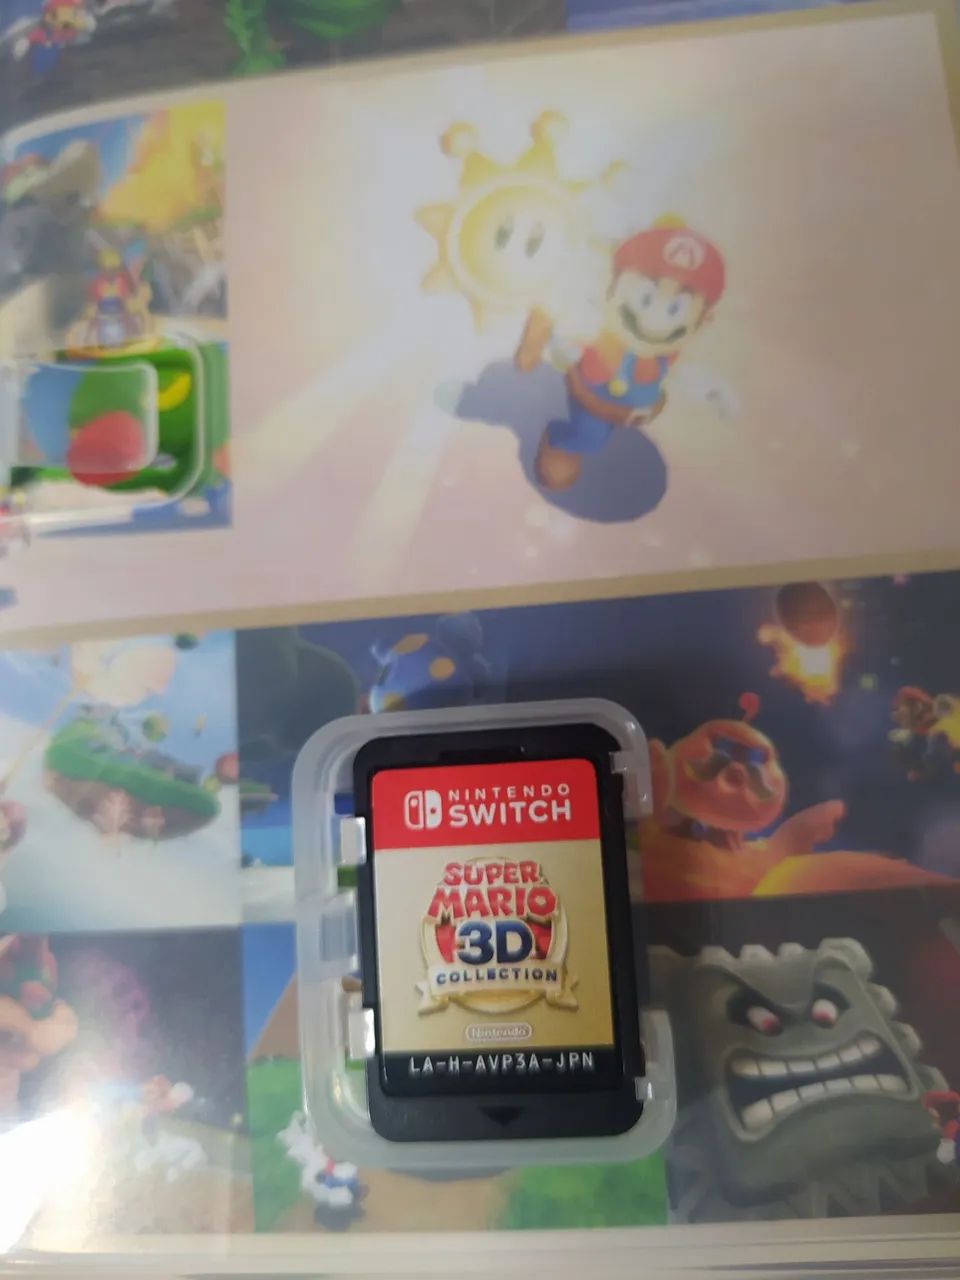 NINTENDO
SWITCH
SUPER
MARIO
3D
COLLECTION
Nintendo
LA-H-AVP3A-JPN